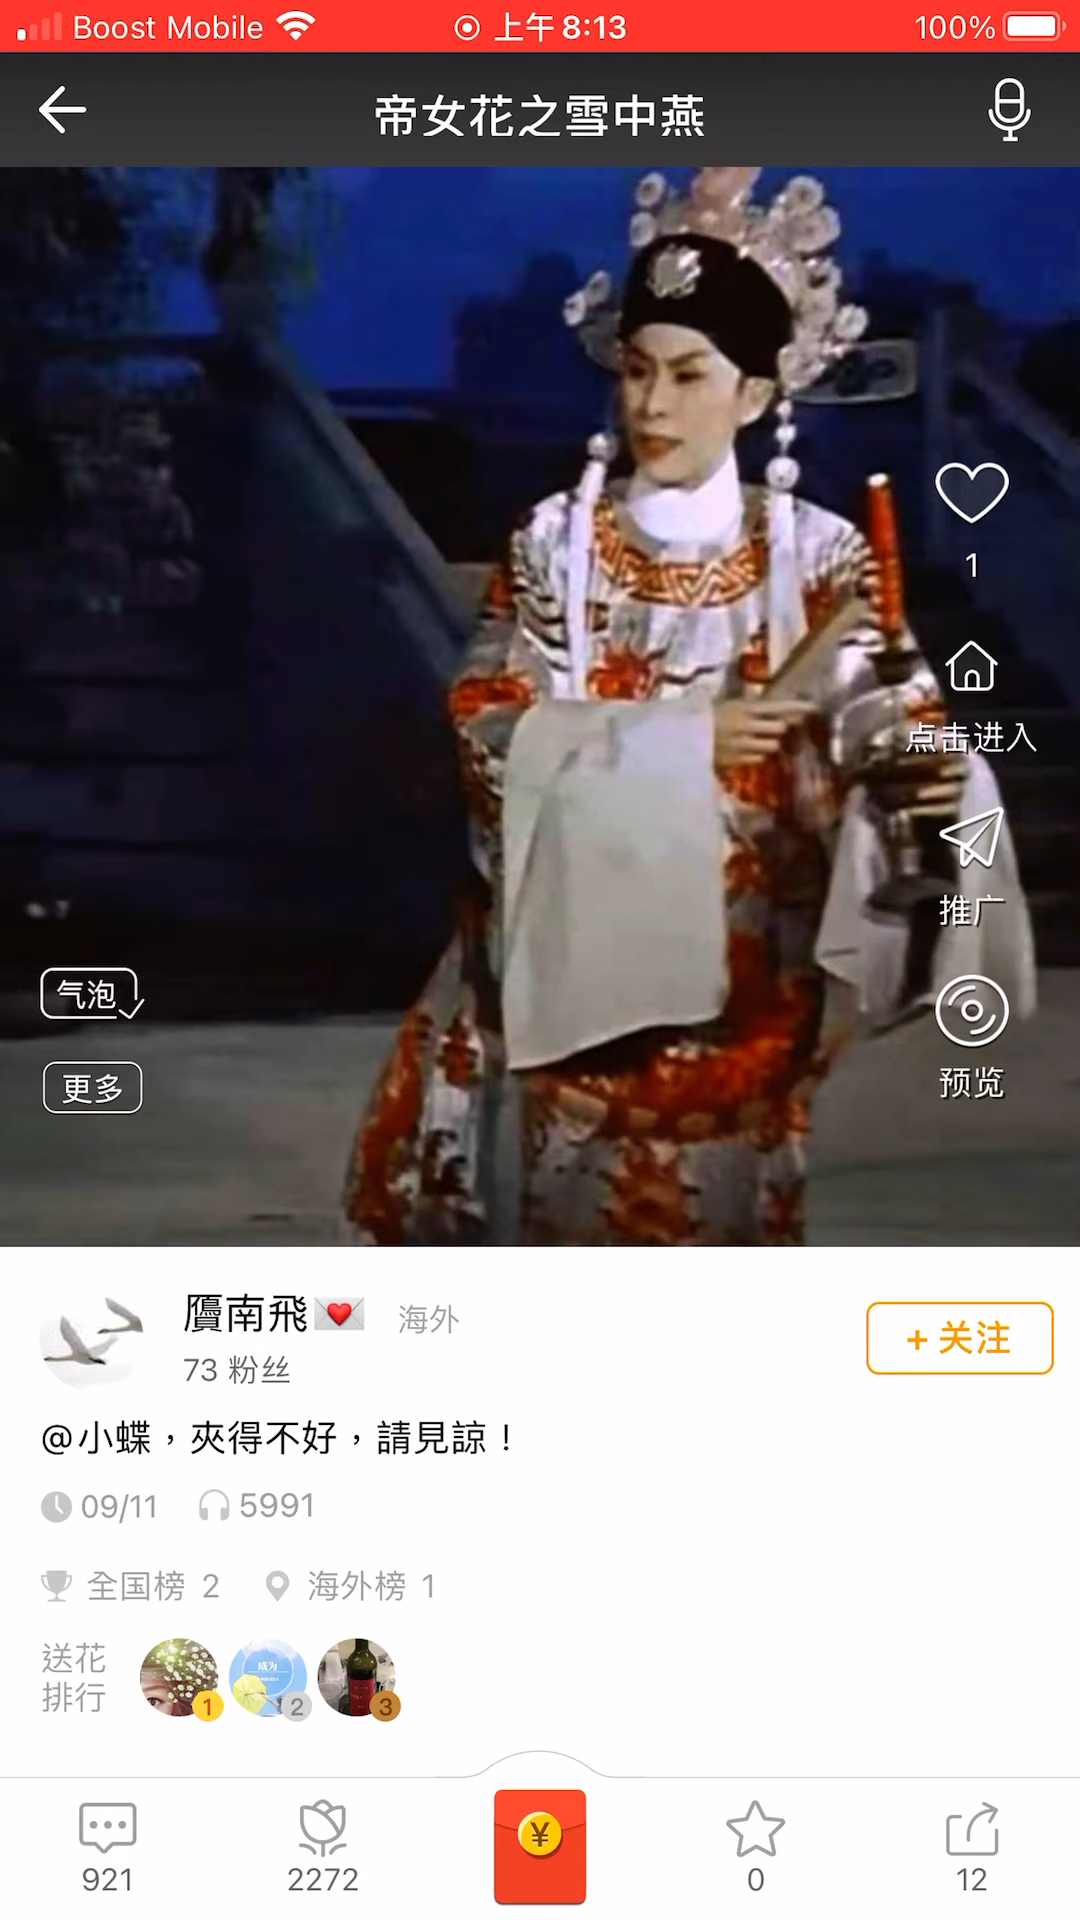 Boost Mobile 上午 8:13 100%
帝女花之雪中燕
1
点击进入
推广
气泡
更多
预览
贗南飛 海外
+ 关注
73 粉丝
@小蝶，夾得不好，請見諒！
09/11 5991
全国榜 2 海外榜 1
送花
排行
成为
1 2 3
¥
921 2272 0 12